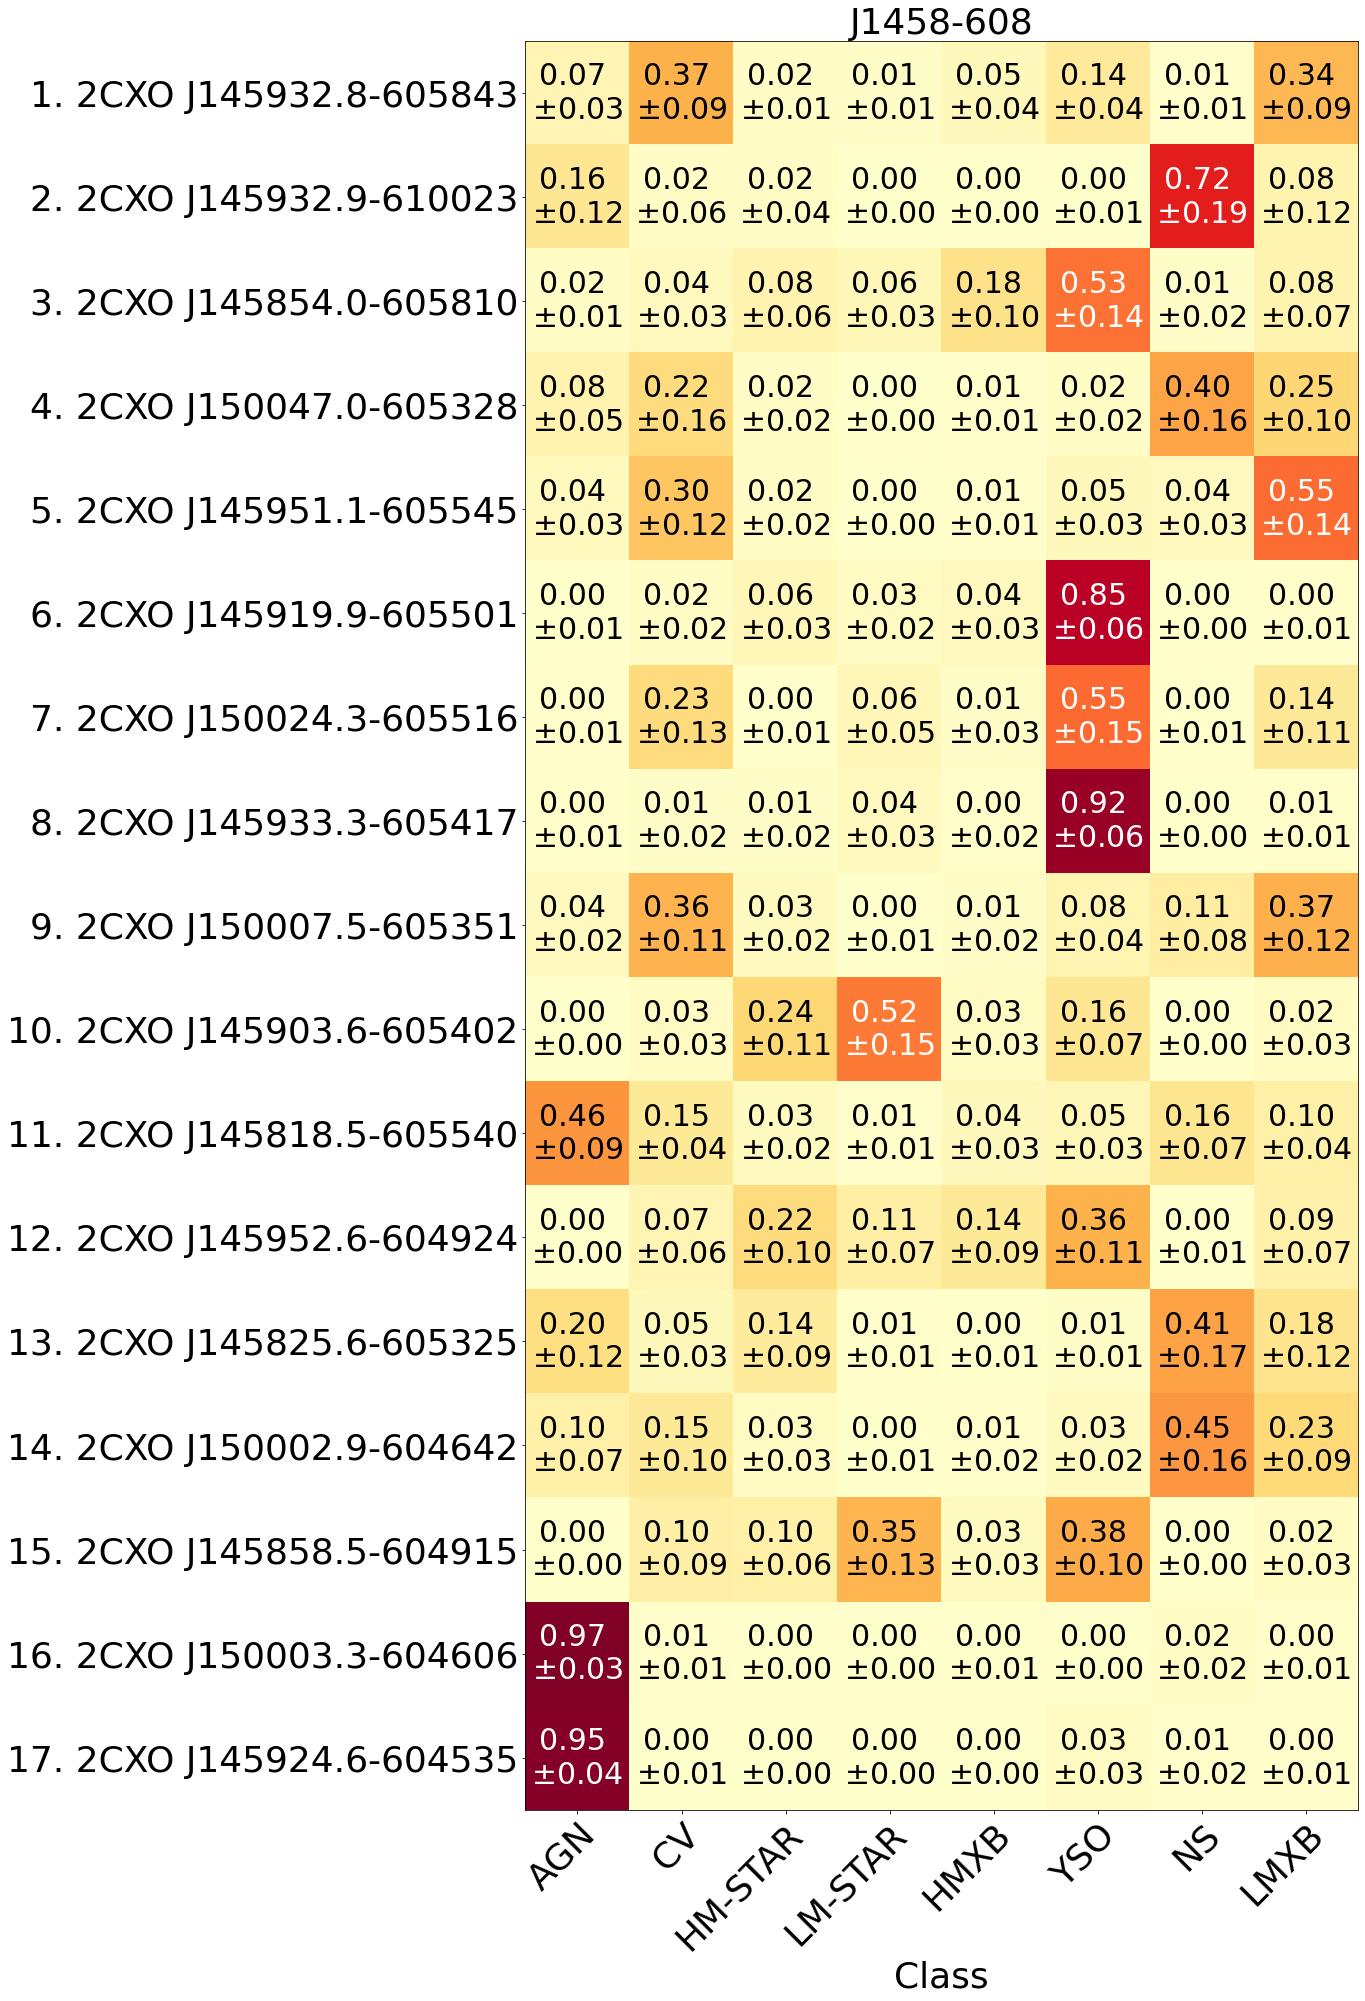 J1458-608
1. 2CXO J145932.8-605843 0.07 0.37 0.02 0.01 0.05 0.14 0.01 0.34
±0.03 ±0.09 ±0.01 ±0.01 ±0.04 ±0.04 ±0.01 ±0.09
2. 2CXO J145932.9-610023 0.16 0.02 0.02 0.00 0.00 0.00 0.72 0.08
±0.12 ±0.06 ±0.04 ±0.00 ±0.00 ±0.01 ±0.19 ±0.12
3. 2CXO J145854.0-605810 0.02 0.04 0.08 0.06 0.18 0.53 0.01 0.08
±0.01 ±0.03 ±0.06 ±0.03 ±0.10 ±0.14 ±0.02 ±0.07
4. 2CXO J150047.0-605328 0.08 0.22 0.02 0.00 0.01 0.02 0.40 0.25
±0.05 ±0.16 ±0.02 ±0.00 ±0.01 ±0.02 ±0.16 ±0.10
5. 2CXO J145951.1-605545 0.04 0.30 0.02 0.00 0.01 0.05 0.04 0.55
±0.03 ±0.12 ±0.02 ±0.00 ±0.01 ±0.03 ±0.03 ±0.14
6. 2CXO J145919.9-605501 0.00 0.02 0.06 0.03 0.04 0.85 0.00 0.00
±0.01 ±0.02 ±0.03 ±0.02 ±0.03 ±0.06 ±0.00 ±0.01
7. 2CXO J150024.3-605516 0.00 0.23 0.00 0.06 0.01 0.55 0.00 0.14
±0.01 ±0.13 ±0.01 ±0.05 ±0.03 ±0.15 ±0.01 ±0.11
8. 2CXO J145933.3-605417 0.00 0.01 0.01 0.04 0.00 0.92 0.00 0.01
±0.01 ±0.02 ±0.02 ±0.03 ±0.02 ±0.06 ±0.00 ±0.01
9. 2CXO J150007.5-605351 0.04 0.36 0.03 0.00 0.01 0.08 0.11 0.37
±0.02 ±0.11 ±0.02 ±0.01 ±0.02 ±0.04 ±0.08 ±0.12
10. 2CXO J145903.6-605402 0.00 0.03 0.24 0.52 0.03 0.16 0.00 0.02
±0.00 ±0.03 ±0.11 ±0.15 ±0.03 ±0.07 ±0.00 ±0.03
11. 2CXO J145818.5-605540 0.46 0.15 0.03 0.01 0.04 0.05 0.16 0.10
±0.09 ±0.04 ±0.02 ±0.01 ±0.03 ±0.03 ±0.07 ±0.04
12. 2CXO J145952.6-604924 0.00 0.07 0.22 0.11 0.14 0.36 0.00 0.09
±0.00 ±0.06 ±0.10 ±0.07 ±0.09 ±0.11 ±0.01 ±0.07
13. 2CXO J145825.6-605325 0.20 0.05 0.14 0.01 0.00 0.01 0.41 0.18
±0.12 ±0.03 ±0.09 ±0.01 ±0.01 ±0.01 ±0.17 ±0.12
14. 2CXO J150002.9-604642 0.10 0.15 0.03 0.00 0.01 0.03 0.45 0.23
±0.07 ±0.10 ±0.03 ±0.01 ±0.02 ±0.02 ±0.16 ±0.09
15. 2CXO J145858.5-604915 0.00 0.10 0.10 0.35 0.03 0.38 0.00 0.02
±0.00 ±0.09 ±0.06 ±0.13 ±0.03 ±0.10 ±0.00 ±0.03
16. 2CXO J150003.3-604606 0.97 0.01 0.00 0.00 0.00 0.00 0.02 0.00
±0.03 ±0.01 ±0.00 ±0.00 ±0.01 ±0.00 ±0.02 ±0.01
17. 2CXO J145924.6-604535 0.95 0.00 0.00 0.00 0.00 0.03 0.01 0.00
±0.04 ±0.01 ±0.00 ±0.00 ±0.00 ±0.03 ±0.02 ±0.01
AGN CV HM-STAR LM-STAR HMXB YSO NS LMXB
Class